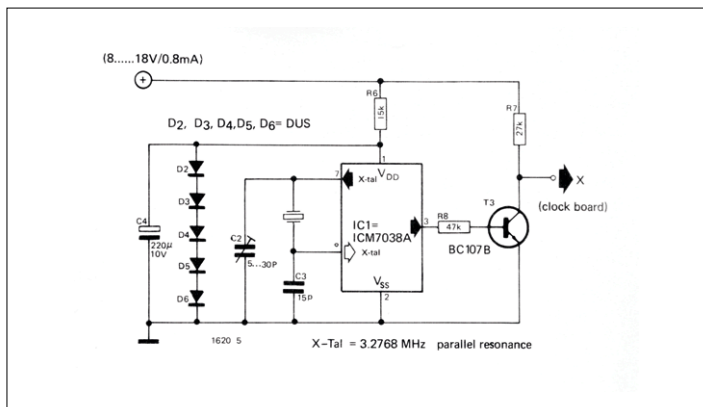 (8......18V/0.8mA)
+
D2, D3, D4,D5, D6= DUS
R6
15k
R7
27k
D2
D3
D4
D5
D6
C4
220µ
10V
C2
5...30p
C3
15p
7
X-tal
1
VDD
IC1=
ICM7038A
X-tal
VSS
2
3
R8
47k
T3
BC107B
X
(clock board)
1620 5
X-Tal = 3.2768 MHz parallel resonance